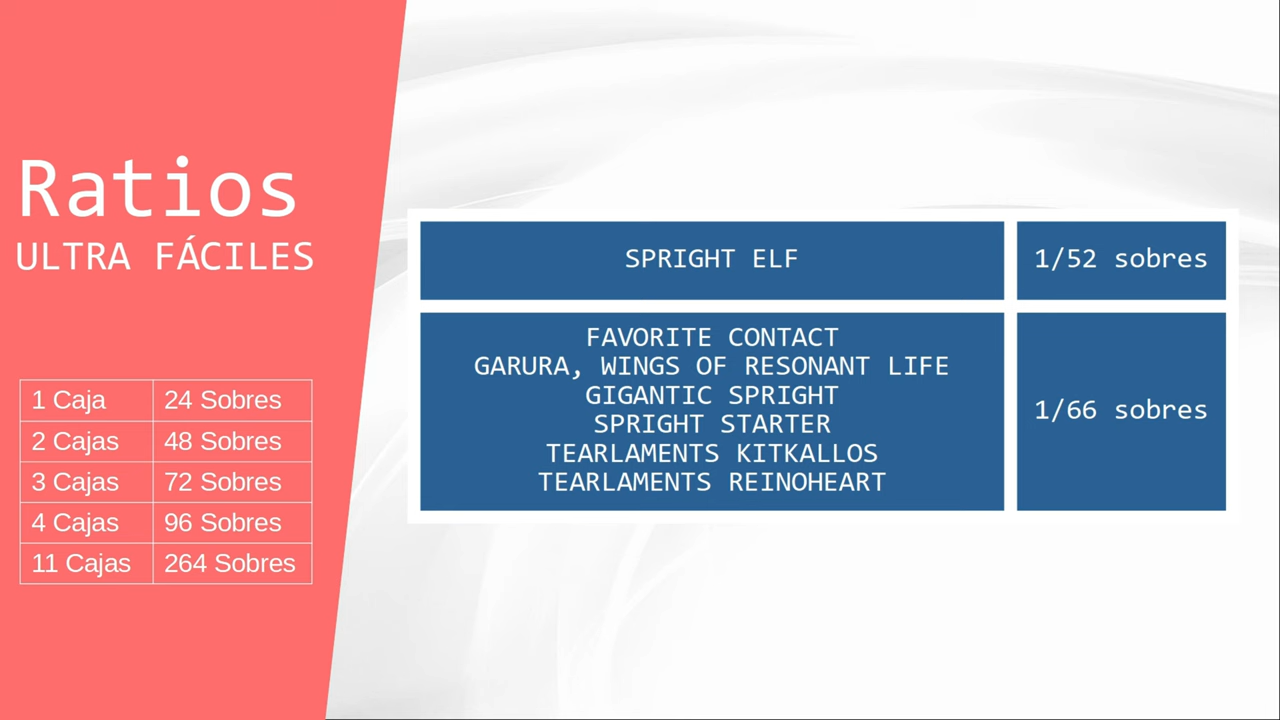 Ratios
ULTRA FÁCILES
1 Caja 24 Sobres
2 Cajas 48 Sobres
3 Cajas 72 Sobres
4 Cajas 96 Sobres
11 Cajas 264 Sobres
SPRIGHT ELF 1/52 sobres
FAVORITE CONTACT
GARURA, WINGS OF RESONANT LIFE
GIGANTIC SPRIGHT
SPRIGHT STARTER
TEARLAMENTS KITKALLOS
TEARLAMENTS REINOHEART
1/66 sobres